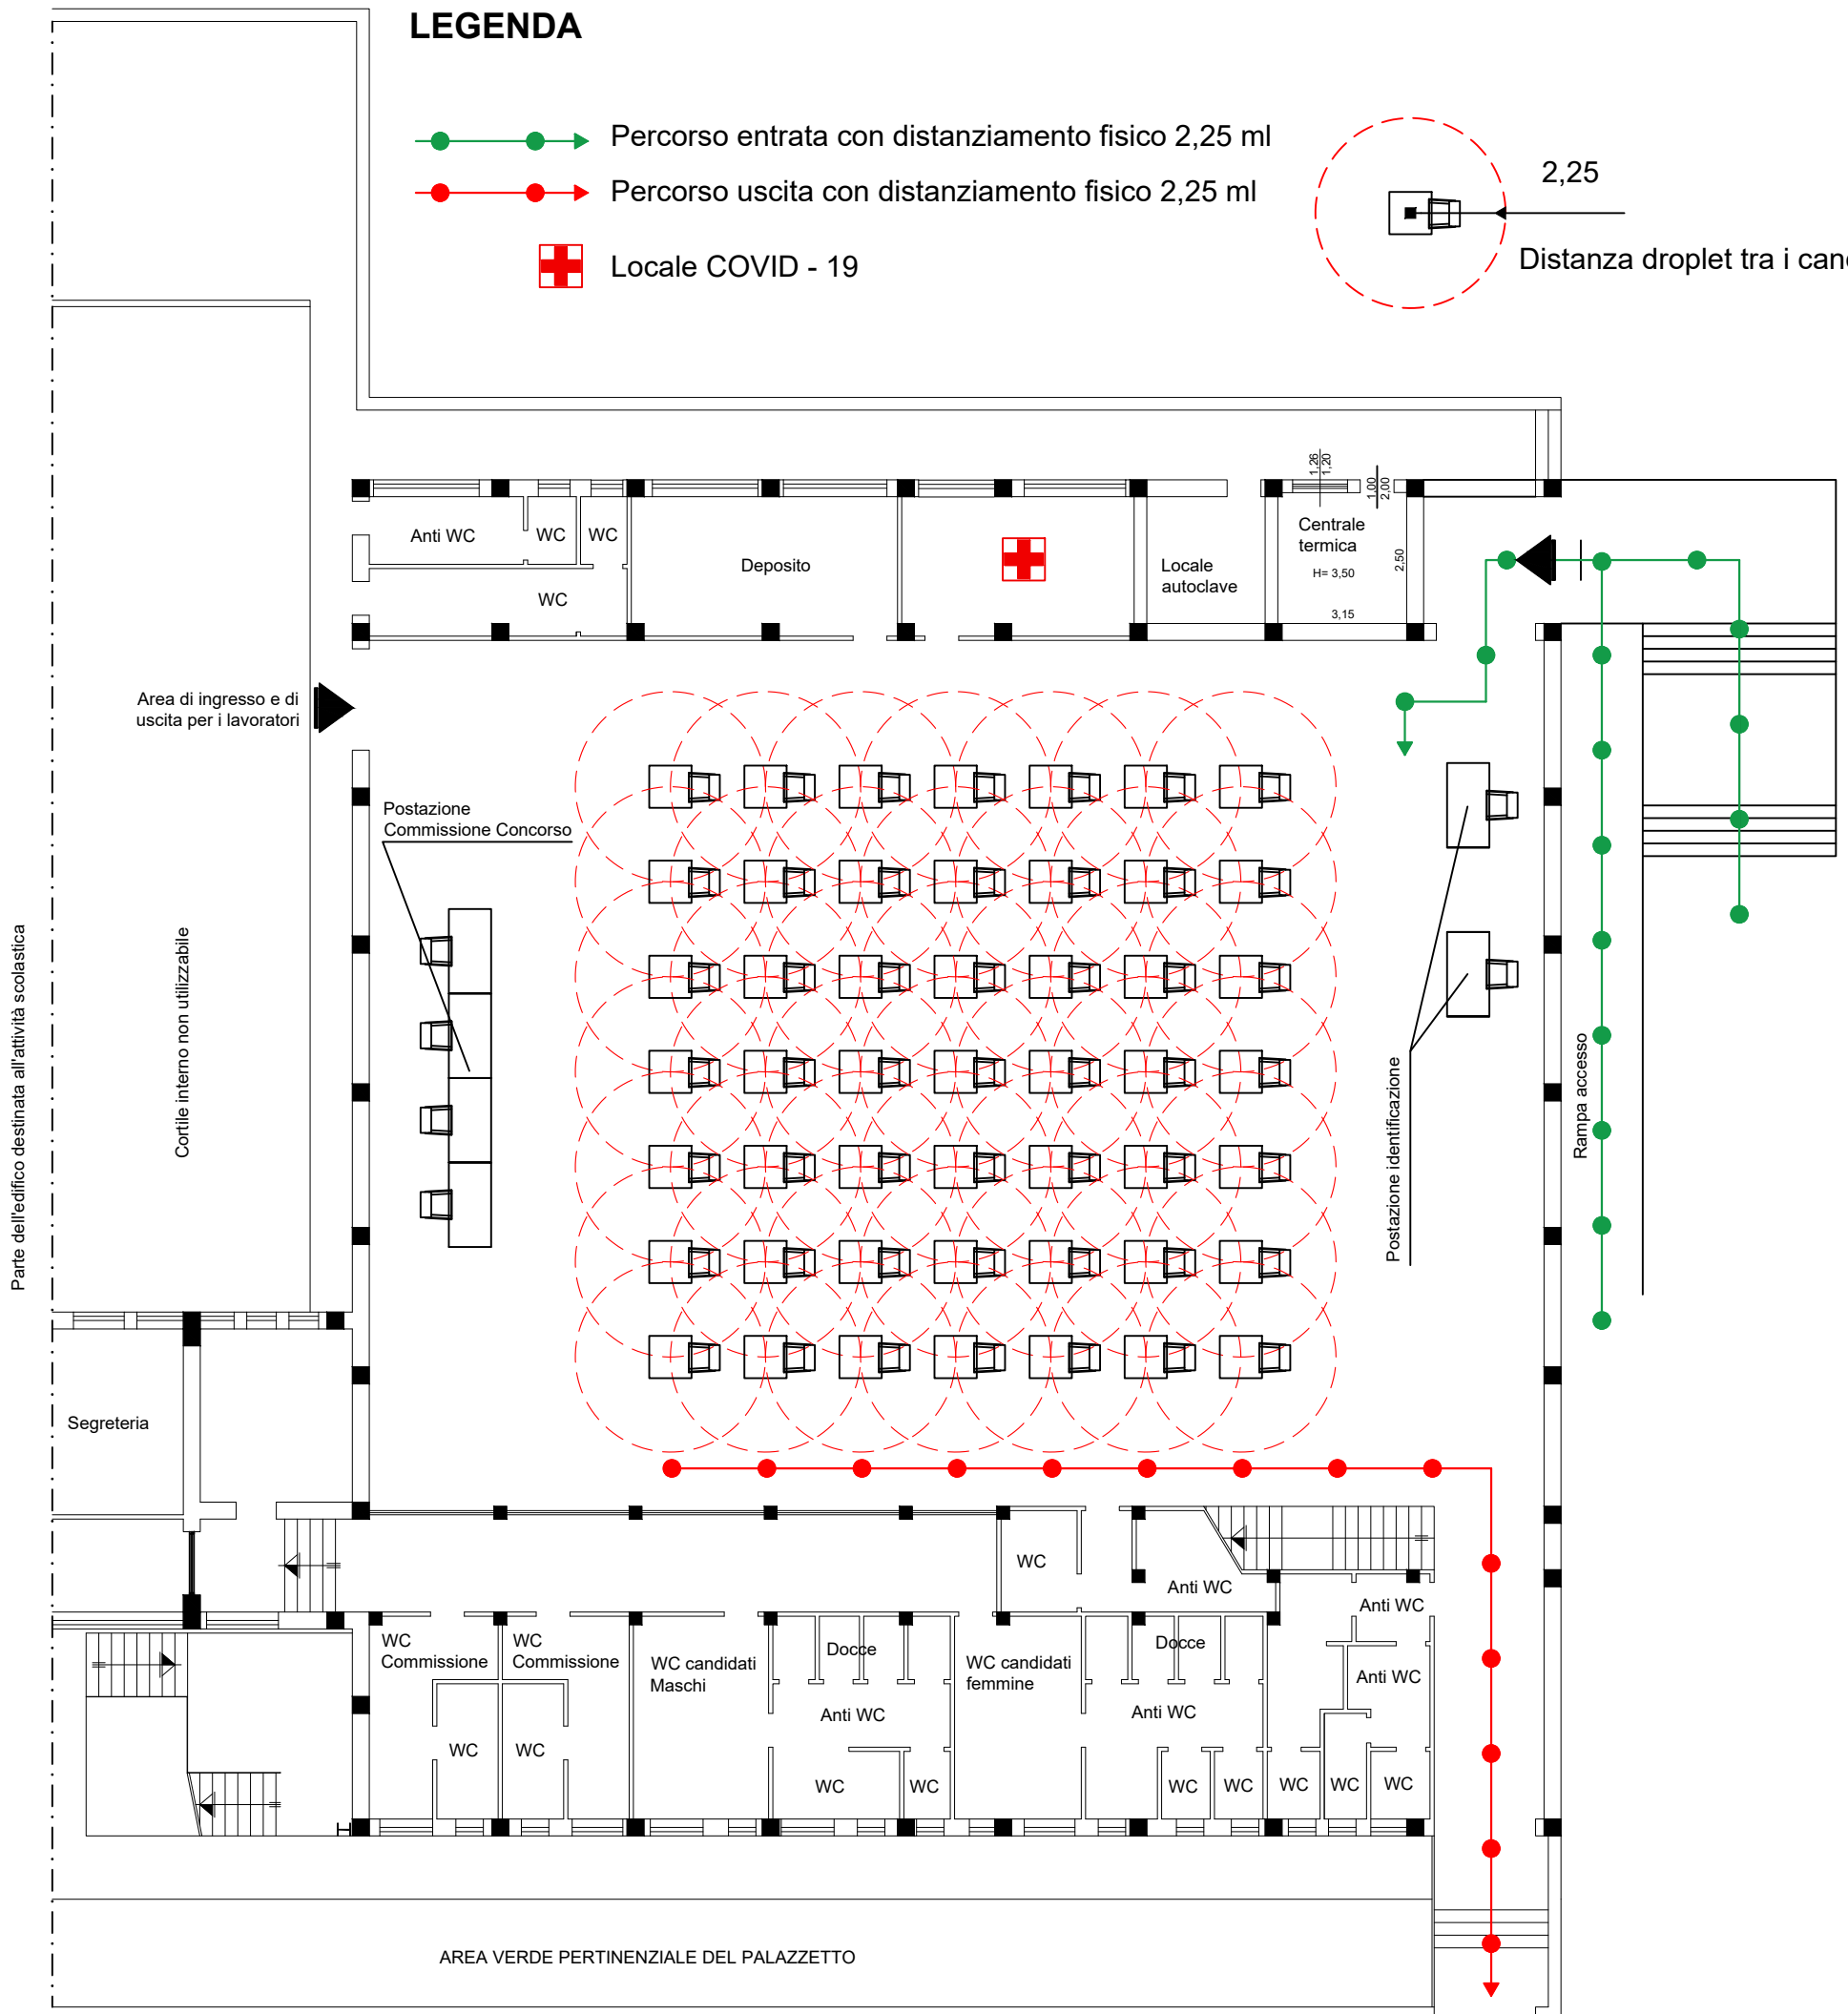 LEGENDA
Percorso entrata con distanziamento fisico 2,25 ml
Percorso uscita con distanziamento fisico 2,25 ml
Locale COVID - 19
2,25
Distanza droplet tra i
1,26
1,20
1,00
2,00
Anti WC
WC
WC
WC
Deposito
Locale
autoclave
Centrale
termica
H= 3,50
2,50
3,15
Area di ingresso e di
uscita per i lavoratori
Postazione
Commissione Concorso
Parte dell'edifico destinata all'attività scolastica
Cortile interno non utilizzabile
Postazione identificazione
Rampa accesso
Segreteria
WC
Anti WC
Anti WC
WC
Commissione
WC
Commissione
WC candidati
Maschi
Docce
WC candidati
femmine
Docce
Anti WC
Anti WC
Anti WC
WC
WC
WC
WC
WC
WC
WC
WC
WC
AREA VERDE PERTINENZIALE DEL PALAZZETTO